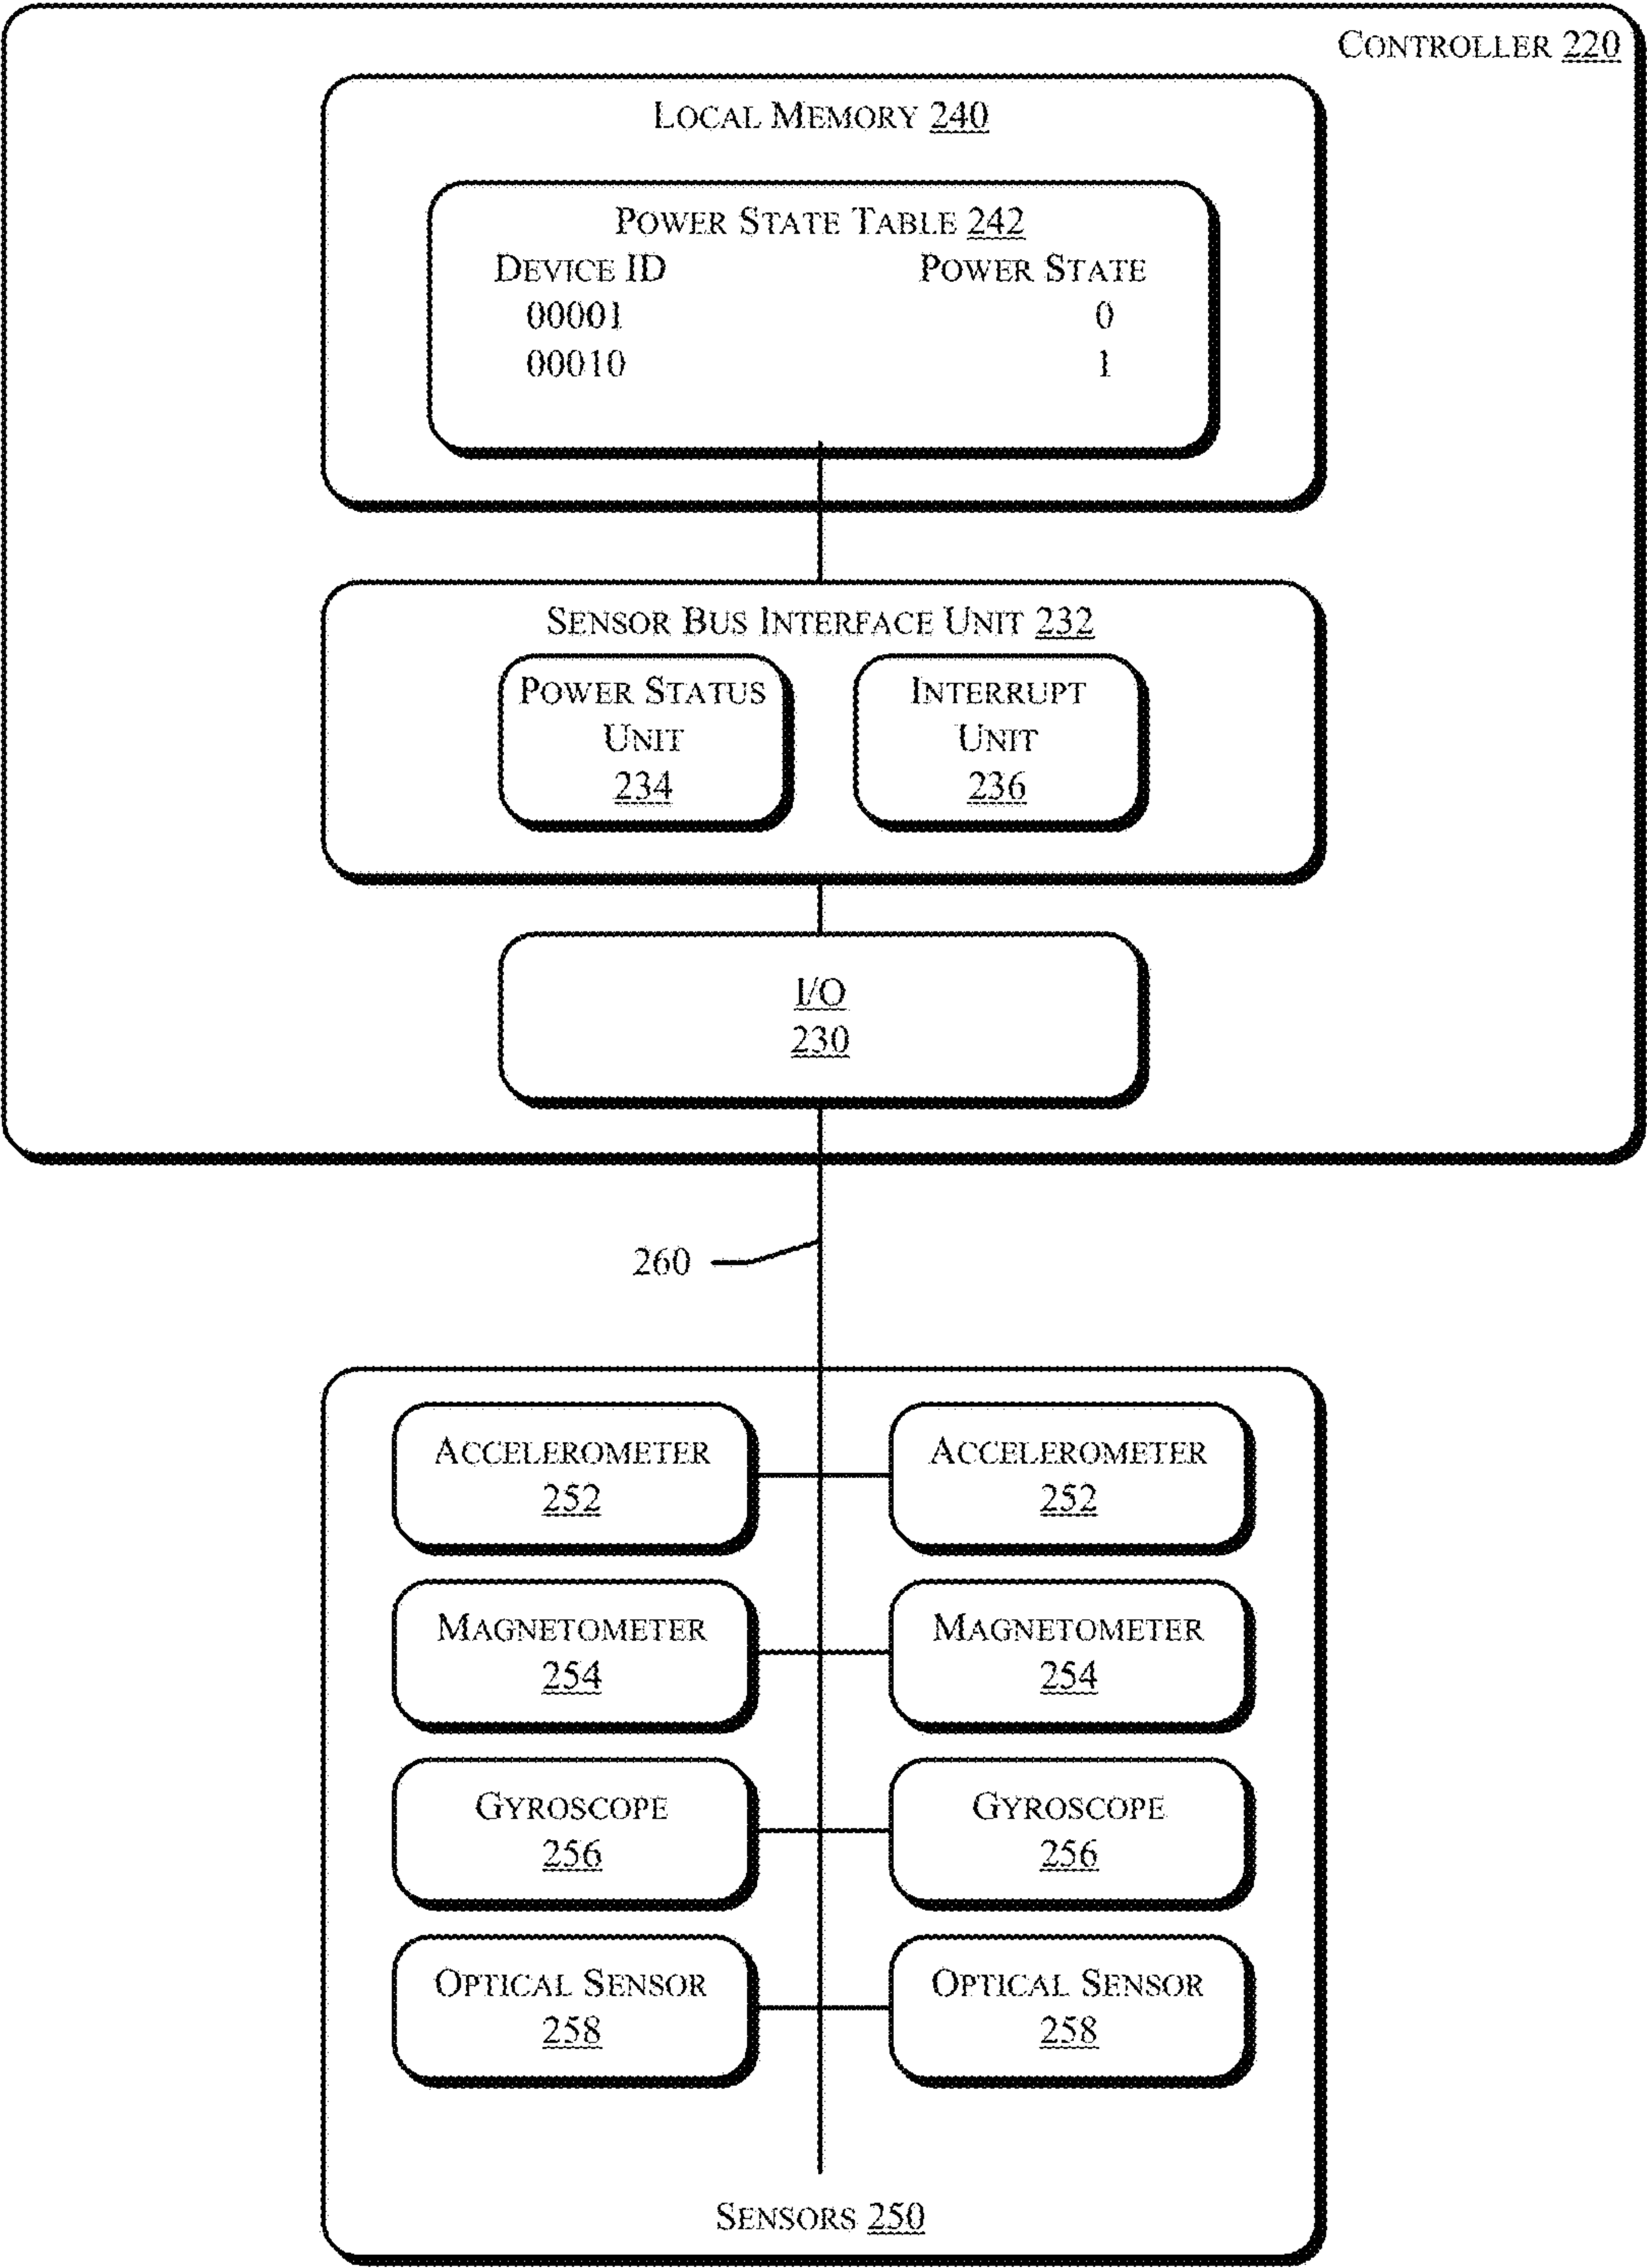 CONTROLLER 220
LOCAL MEMORY 240
POWER STATE TABLE 242
DEVICE ID POWER STATE
00001 0
00010 1
SENSOR BUS INTERFACE UNIT 232
POWER STATUS
UNIT
234
INTERRUPT
UNIT
236
I/O
230
260
ACCELEROMETER
252
ACCELEROMETER
252
MAGNETOMETER
254
MAGNETOMETER
254
GYROSCOPE
256
GYROSCOPE
256
OPTICAL SENSOR
258
OPTICAL SENSOR
258
SENSORS 250